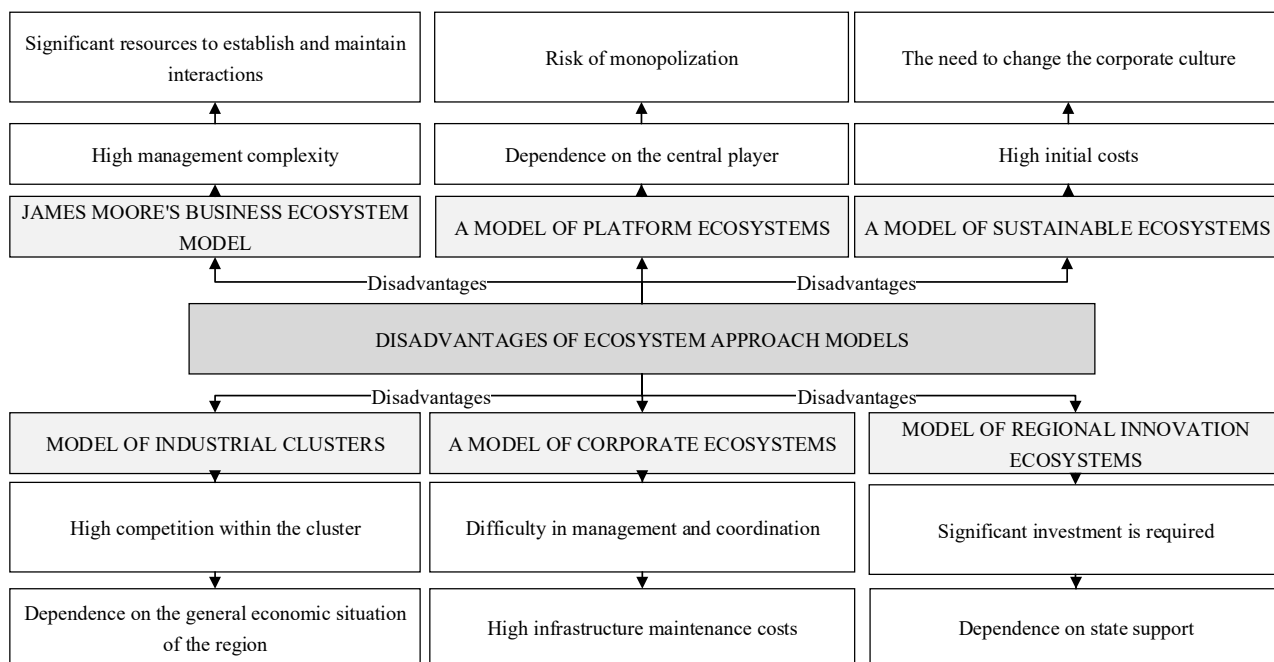 Significant resources to establish and maintain
interactions
Risk of monopolization
The need to change the corporate culture
High management complexity
Dependence on the central player
High initial costs
JAMES MOORE'S BUSINESS ECOSYSTEM
MODEL
A MODEL OF PLATFORM ECOSYSTEMS
A MODEL OF SUSTAINABLE ECOSYSTEMS
Disadvantages
Disadvantages
DISADVANTAGES OF ECOSYSTEM APPROACH MODELS
Disadvantages
Disadvantages
MODEL OF INDUSTRIAL CLUSTERS
A MODEL OF CORPORATE ECOSYSTEMS
MODEL OF REGIONAL INNOVATION
ECOSYSTEMS
High competition within the cluster
Difficulty in management and coordination
Significant investment is required
Dependence on the general economic situation
of the region
High infrastructure maintenance costs
Dependence on state support